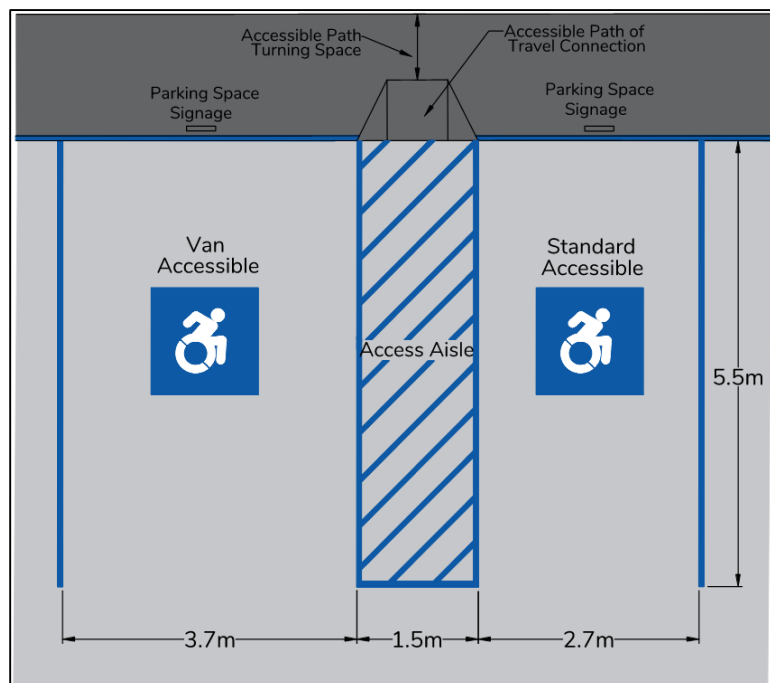 Accessible Path
Turning Space
Accessible Path of
Travel Connection
Parking Space
Signage
Parking Space
Signage
Van
Accessible
Standard
Accessible
Access Aisle
5.5m
3.7m
1.5m
2.7m